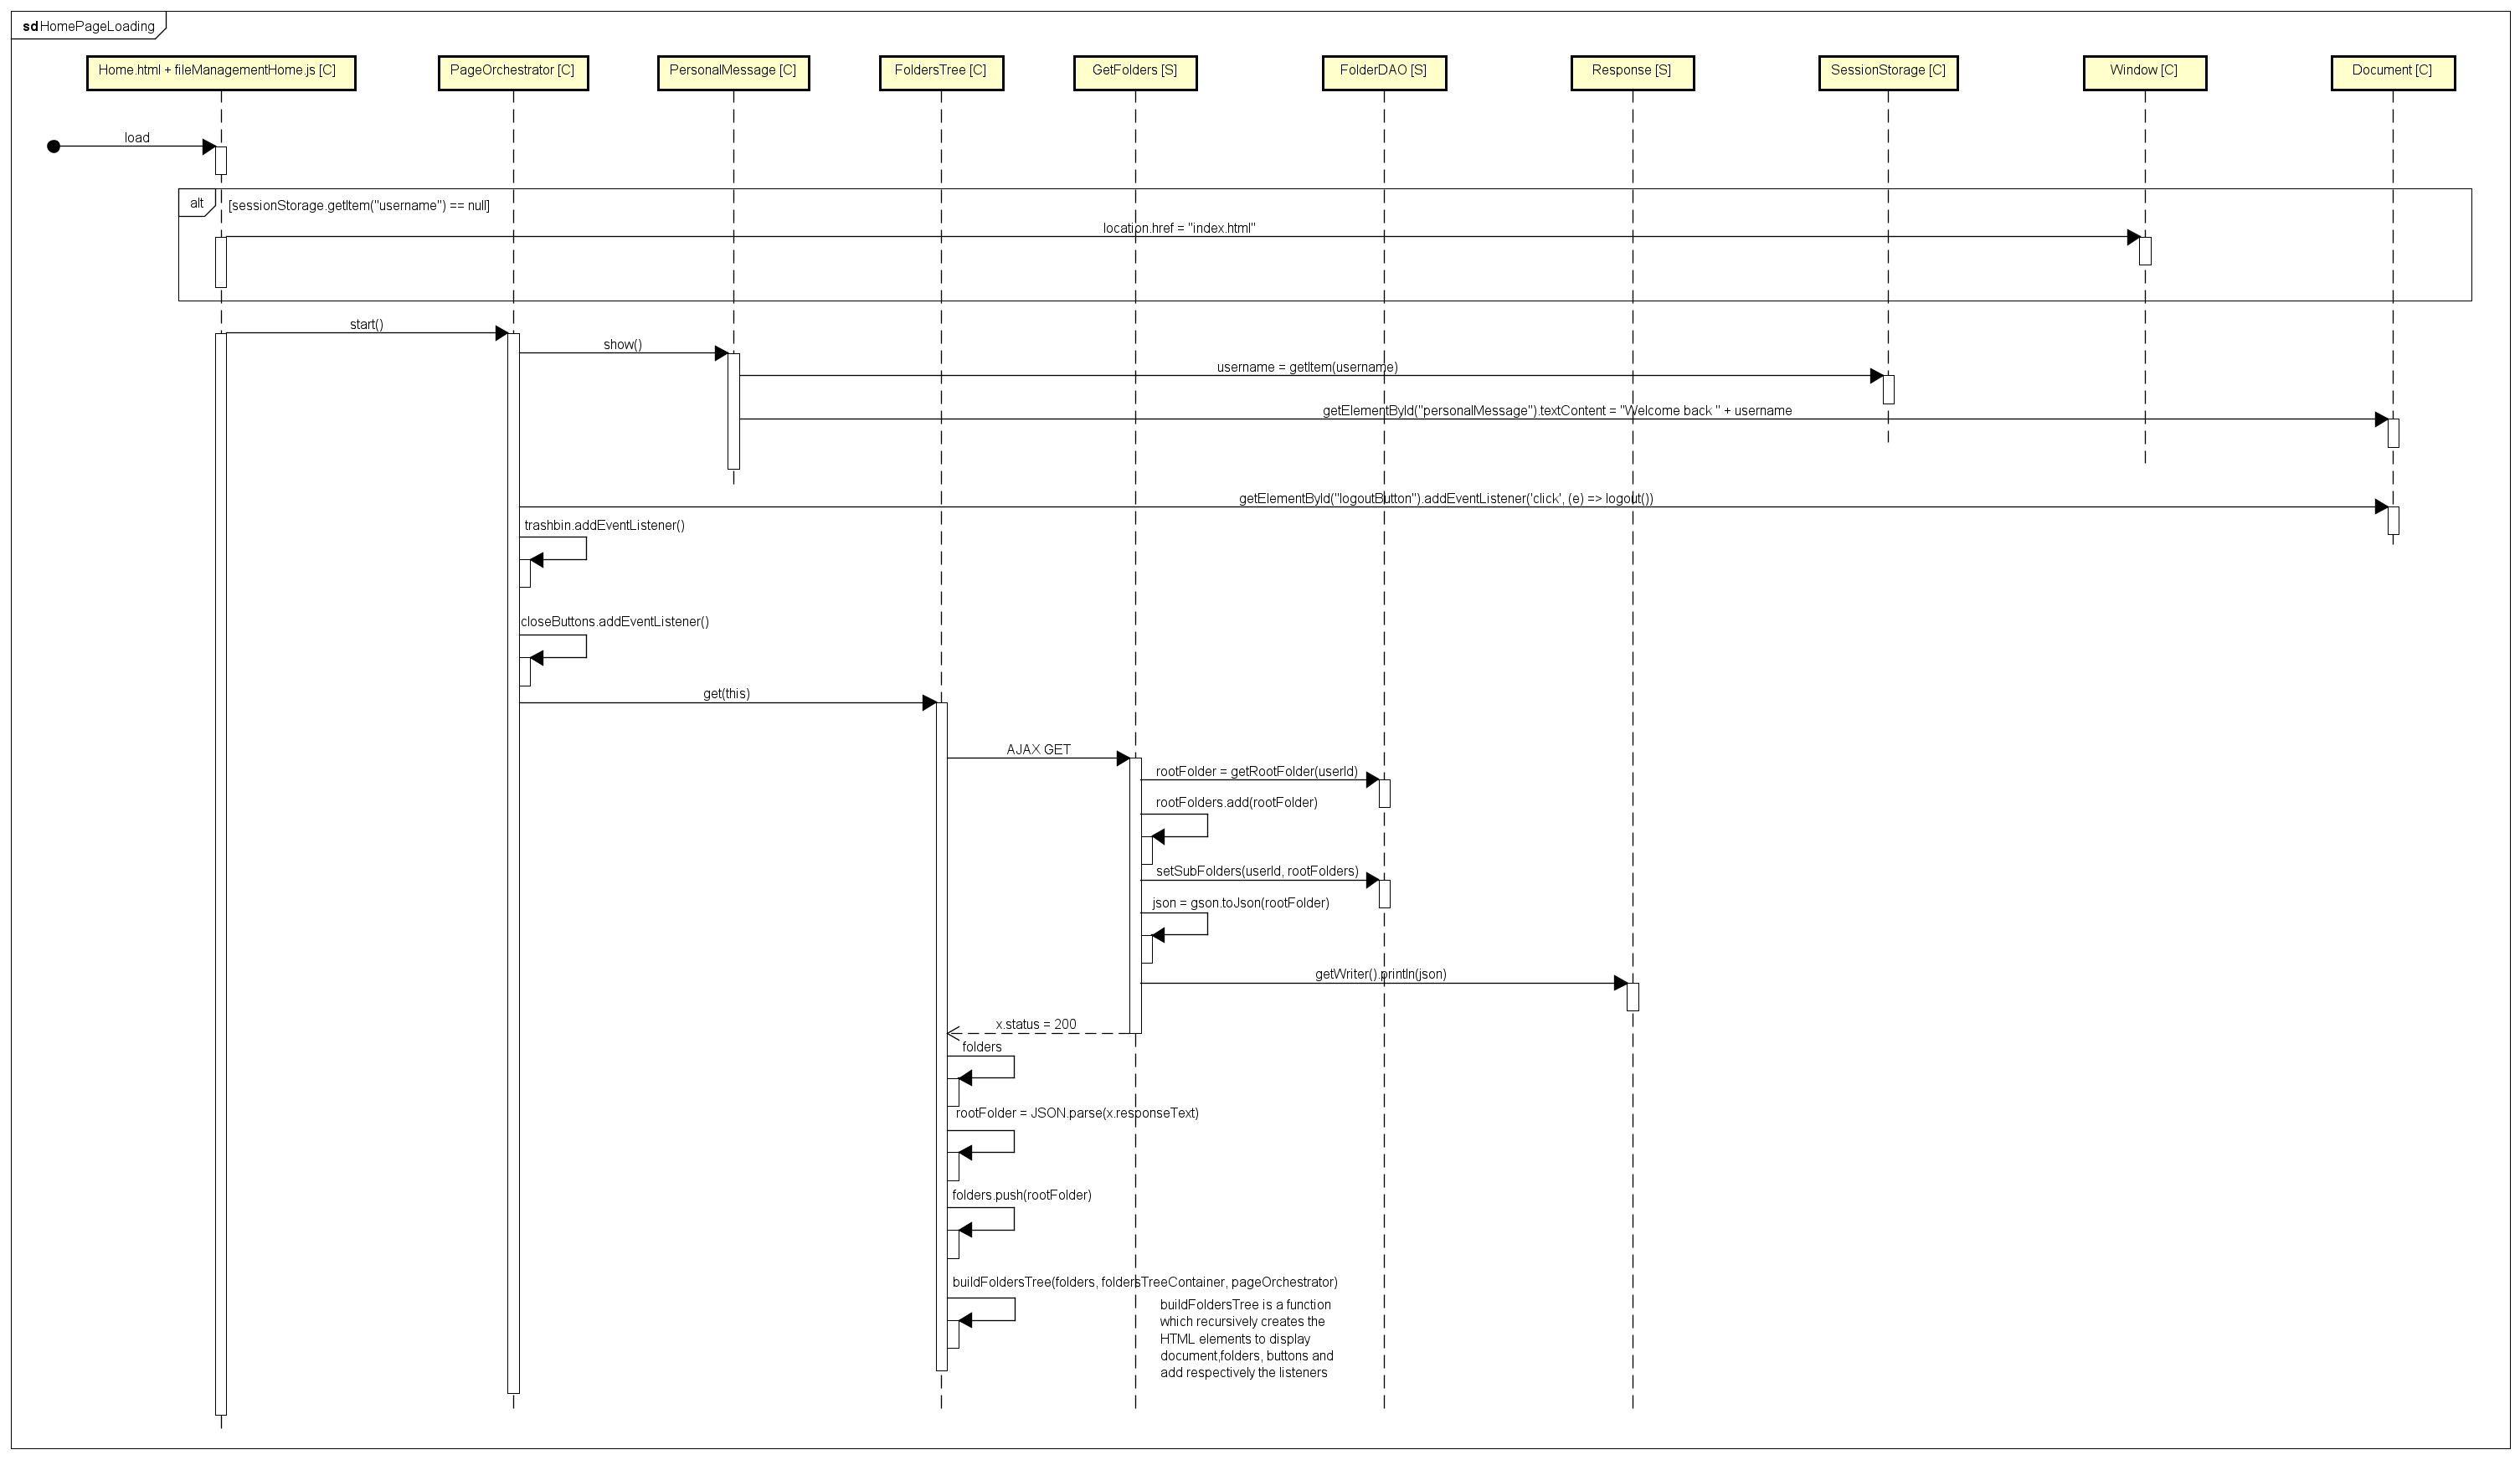 sd HomePageLoading
Home.html + fileManagementHome.js [C]
PageOrchestrator [C]
PersonalMessage [C]
FoldersTree [C]
GetFolders [S]
FolderDAO [S]
Response [S]
SessionStorage [C]
Window [C]
Document [C]
load
alt
[sessionStorage.getItem("username") == null]
location.href = "index.html"
start()
show()
username = getItem(username)
getElementById("personalMessage").textContent = "Welcome back " + username
getElementById("logoutButton").addEventListener('click', (e) => logout())
trashbin.addEventListener()
closeButtons.addEventListener()
get(this)
AJAX GET
rootFolder = getRootFolder(userId)
rootFolders.add(rootFolder)
setSubFolders(userId, rootFolders)
json = gson.toJson(rootFolder)
getWriter().println(json)
x.status = 200
folders
rootFolder = JSON.parse(x.responseText)
folders.push(rootFolder)
buildFoldersTree(folders, foldersTreeContainer, pageOrchestrator)
buildFoldersTree is a function
which recursively creates the
HTML elements to display
document,folders, buttons and
add respectively the listeners